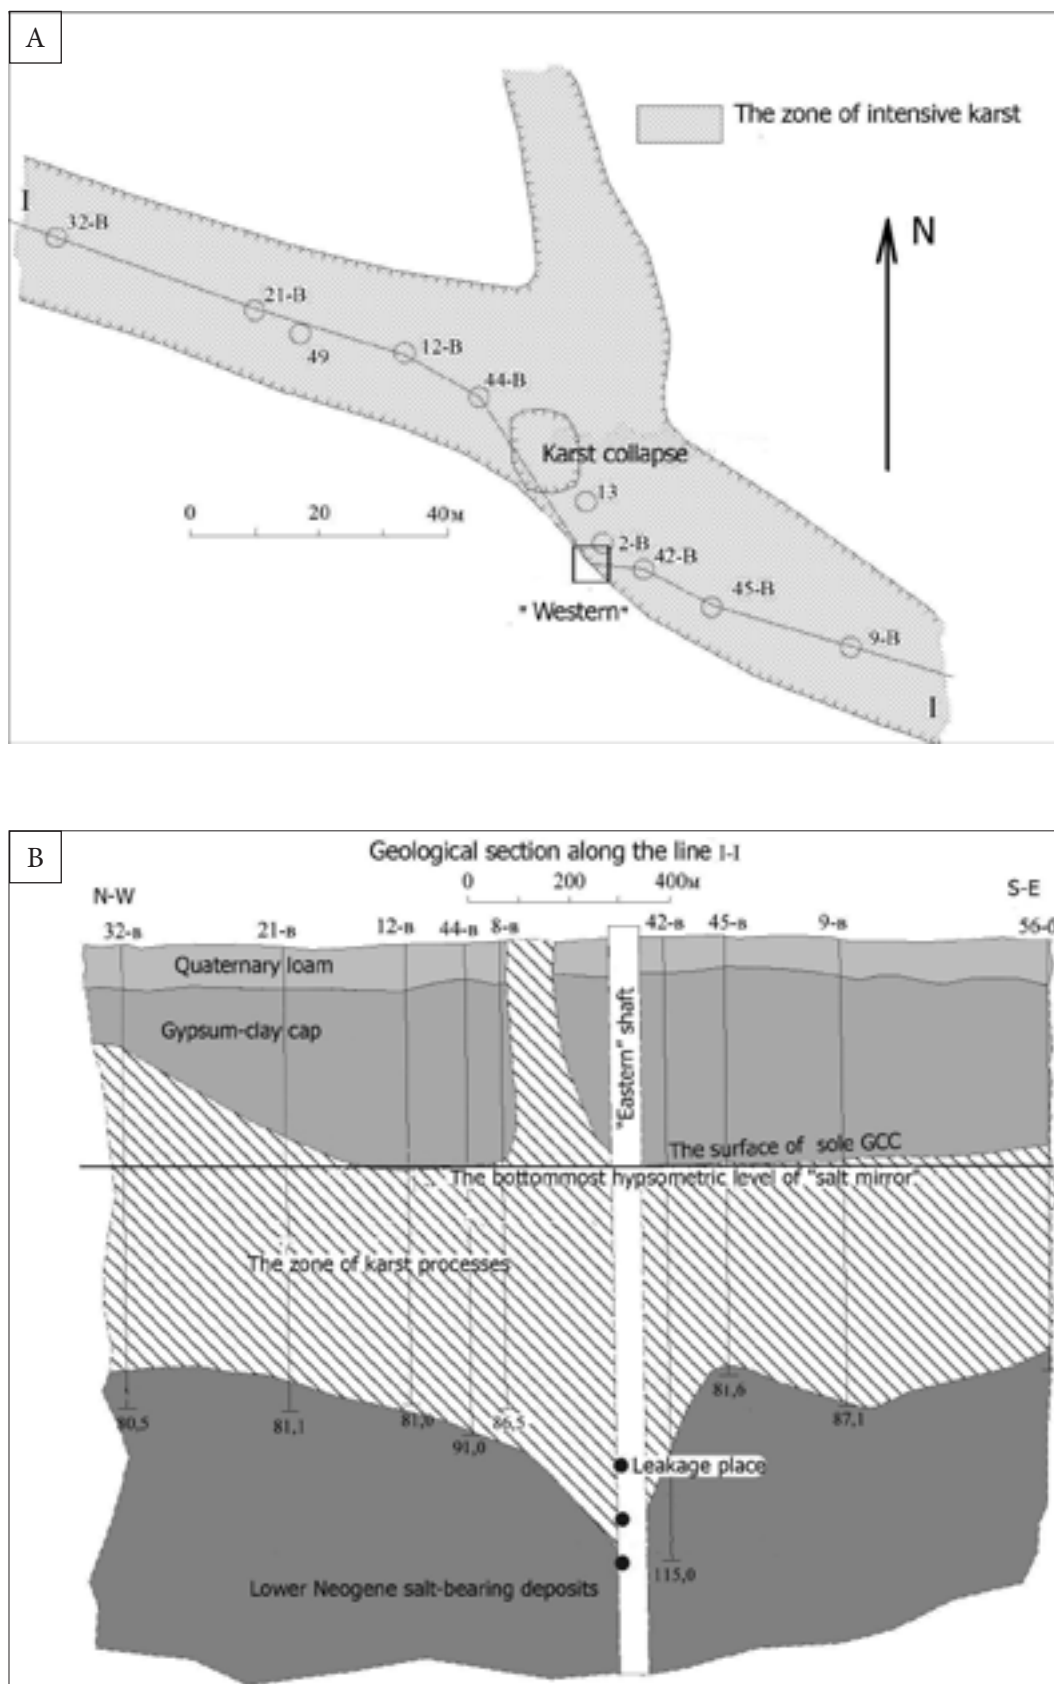 A
The zone of intensive karst
I
32-B
N
21-B
49
12-B
44-B
Karst collapse
13
0 20 40м
2-B
42-B
45-B
"Western"
9-B
I
B
Geological section along the line I-I
N-W
0 200 400м
S-E
32-в 21-в 12-в 44-в 8-в 42-в 45-в 9-в
Quaternary loam
Gypsum-clay cap
"Eastern" shaft
The surface of sole GCC
The bottommost hypsometric level of "salt mirror"
The zone of karst processes
80,5 81,1 81,0 91,0 86,5 81,6 87,1
Leakage place
115,0
Lower Neogene salt-bearing deposits